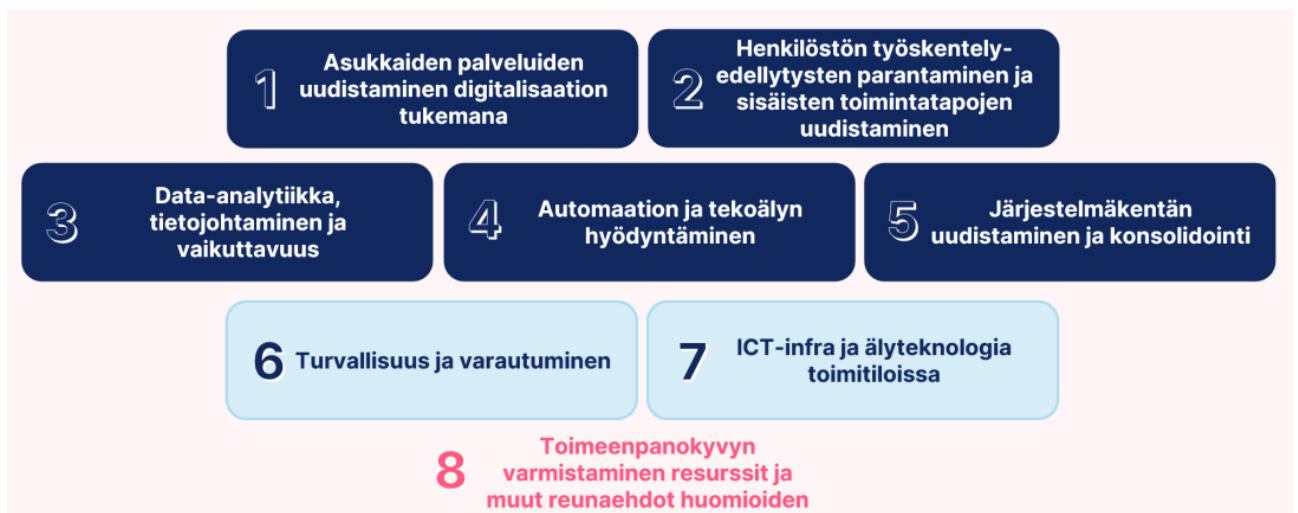 1
Asukkaiden palveluiden
uudistaminen digitalisaation
tukemana
2
Henkilöstön työskentely-
edellytysten parantaminen ja
sisäisten toimintatapojen
uudistaminen
3
Data-analytiikka,
tietojohtaminen ja
vaikuttavuus
4
Automaation ja tekoälyn
hyödyntäminen
5
Järjestelmäkentän
uudistaminen ja konsolidointi
6
Turvallisuus ja varautuminen
7
ICT-infra ja älyteknologia
toimitiloissa
8
Toimeenpanokyvyn
varmistaminen resurssit ja
muut reunaehdot huomioiden